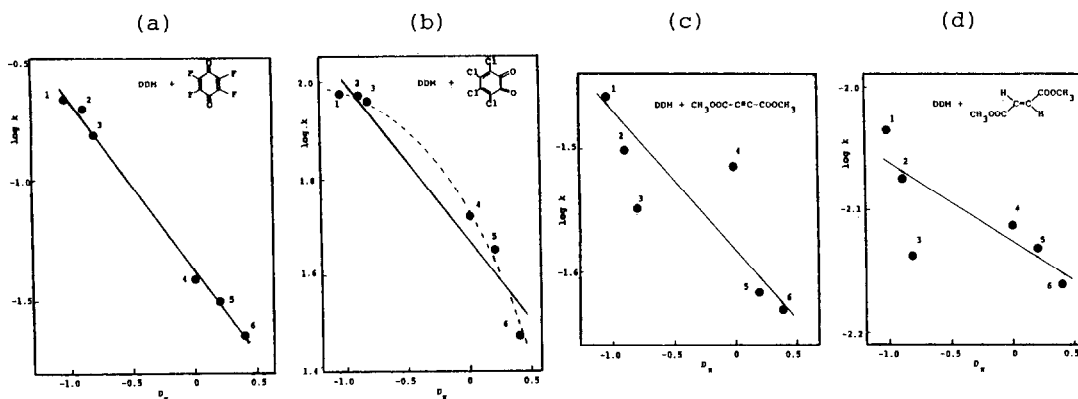 (a)
(b)
(c)
(d)
-0.5
-1.0
-1.5
log k
DDM +
O
F F
F F
O
1 2
3
4
5
6
-1.0 -0.5 0 0.5
D
2.0
1.8
1.6
1.4
log k
DDM +
Cl
Cl O
Cl O
Cl
1 2 3
4
5
6
-1.0 -0.5 0 0.5
-1.5
-1.6
log k
DDM + CH₃OOC-C≡C-COOCH₃
1
2
3
4
5 6
-1.0 -0.5 0 0.5
-2.0
-2.1
-2.2
log k
DDM +
H COOCH₃
C=C
CH₃OOC H
1
2
3
4
5
6
-1.0 -0.5 0 0.5